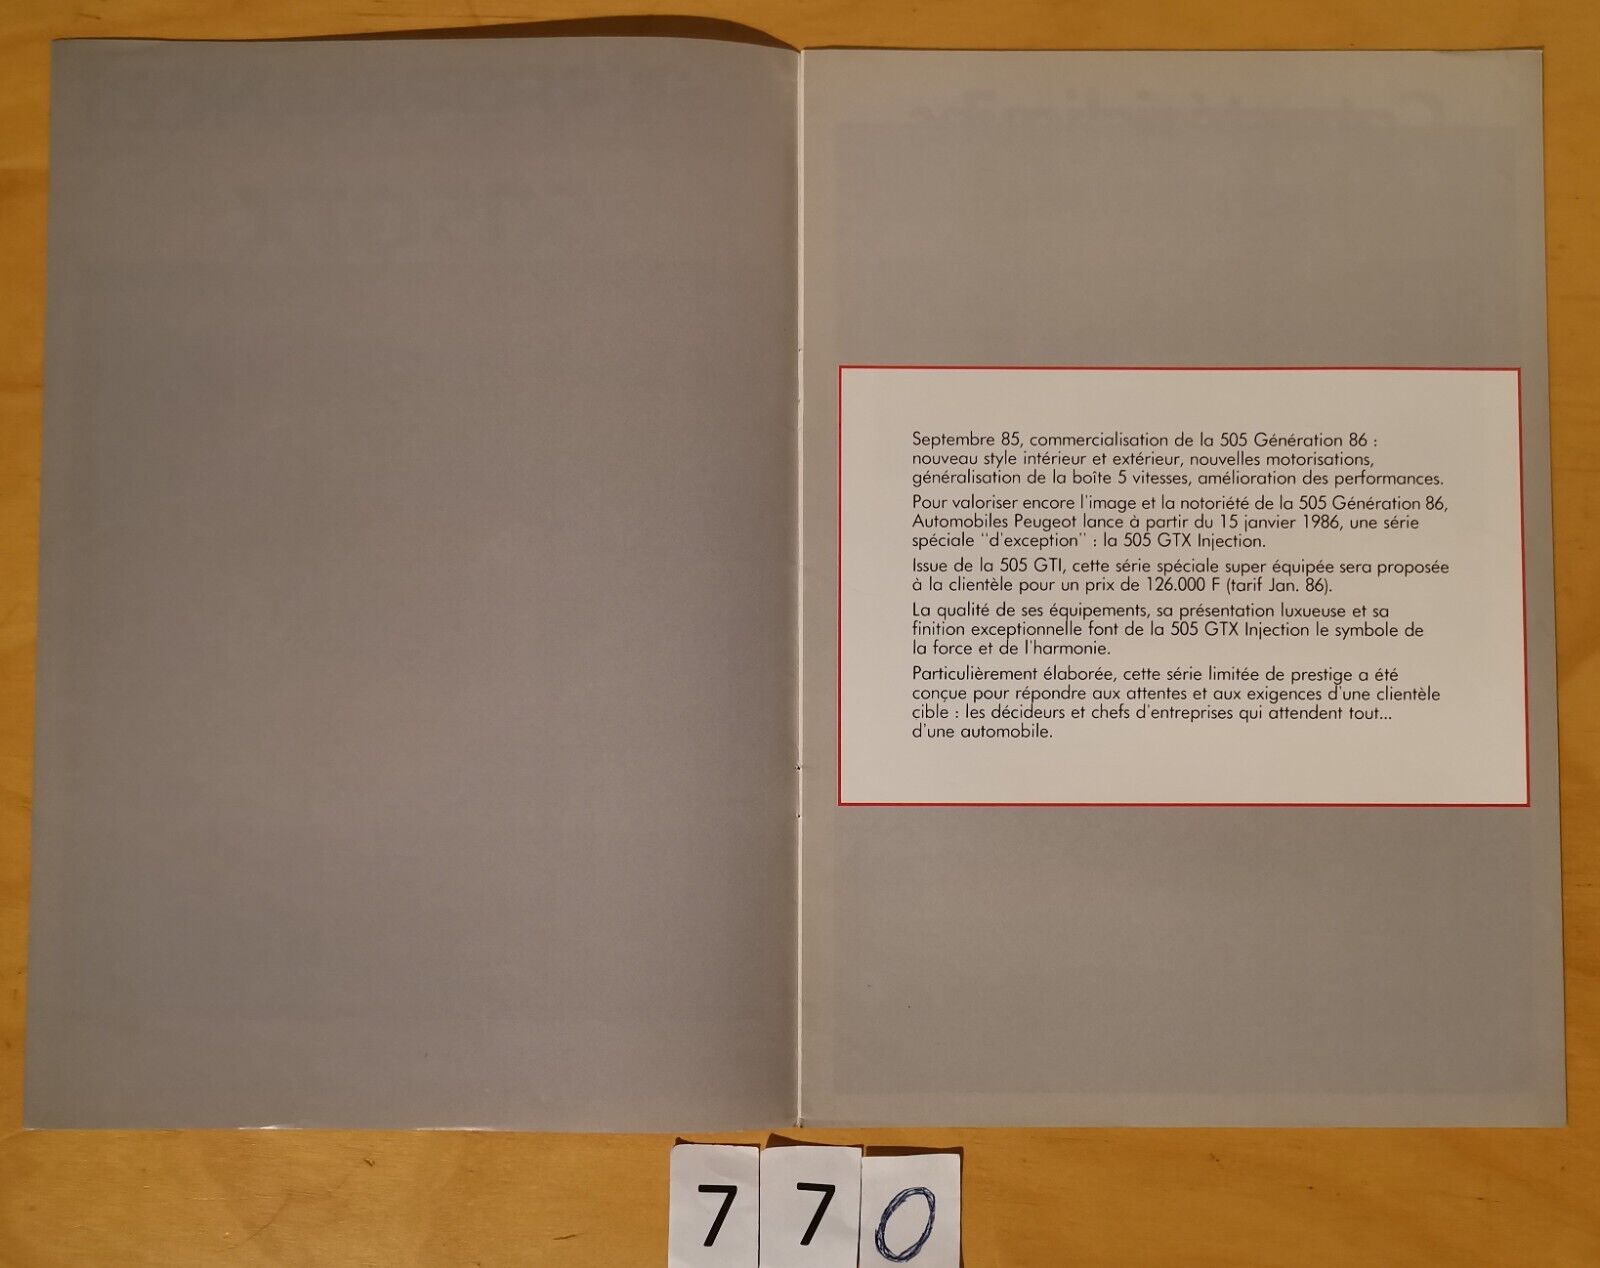 Septembre 85, commercialisation de la 505 Génération 86 :
nouveau style intérieur et extérieur, nouvelles motorisations,
généralisation de la boîte 5 vitesses, amélioration des performances.
Pour valoriser encore l'image et la notoriété de la 505 Génération 86,
Automobiles Peugeot lance à partir du 15 janvier 1986, une série
spéciale "d'exception" : la 505 GTX Injection.
Issue de la 505 GTI, cette série spéciale super équipée sera proposée
à la clientèle pour un prix de 126.000 F (tarif Jan. 86).
La qualité de ses équipements, sa présentation luxueuse et sa
finition exceptionnelle font de la 505 GTX Injection le symbole de
la force et de l'harmonie.
Particulièrement élaborée, cette série limitée de prestige a été
conçue pour répondre aux attentes et aux exigences d'une clientèle
cible : les décideurs et chefs d'entreprises qui attendent tout...
d'une automobile.
770